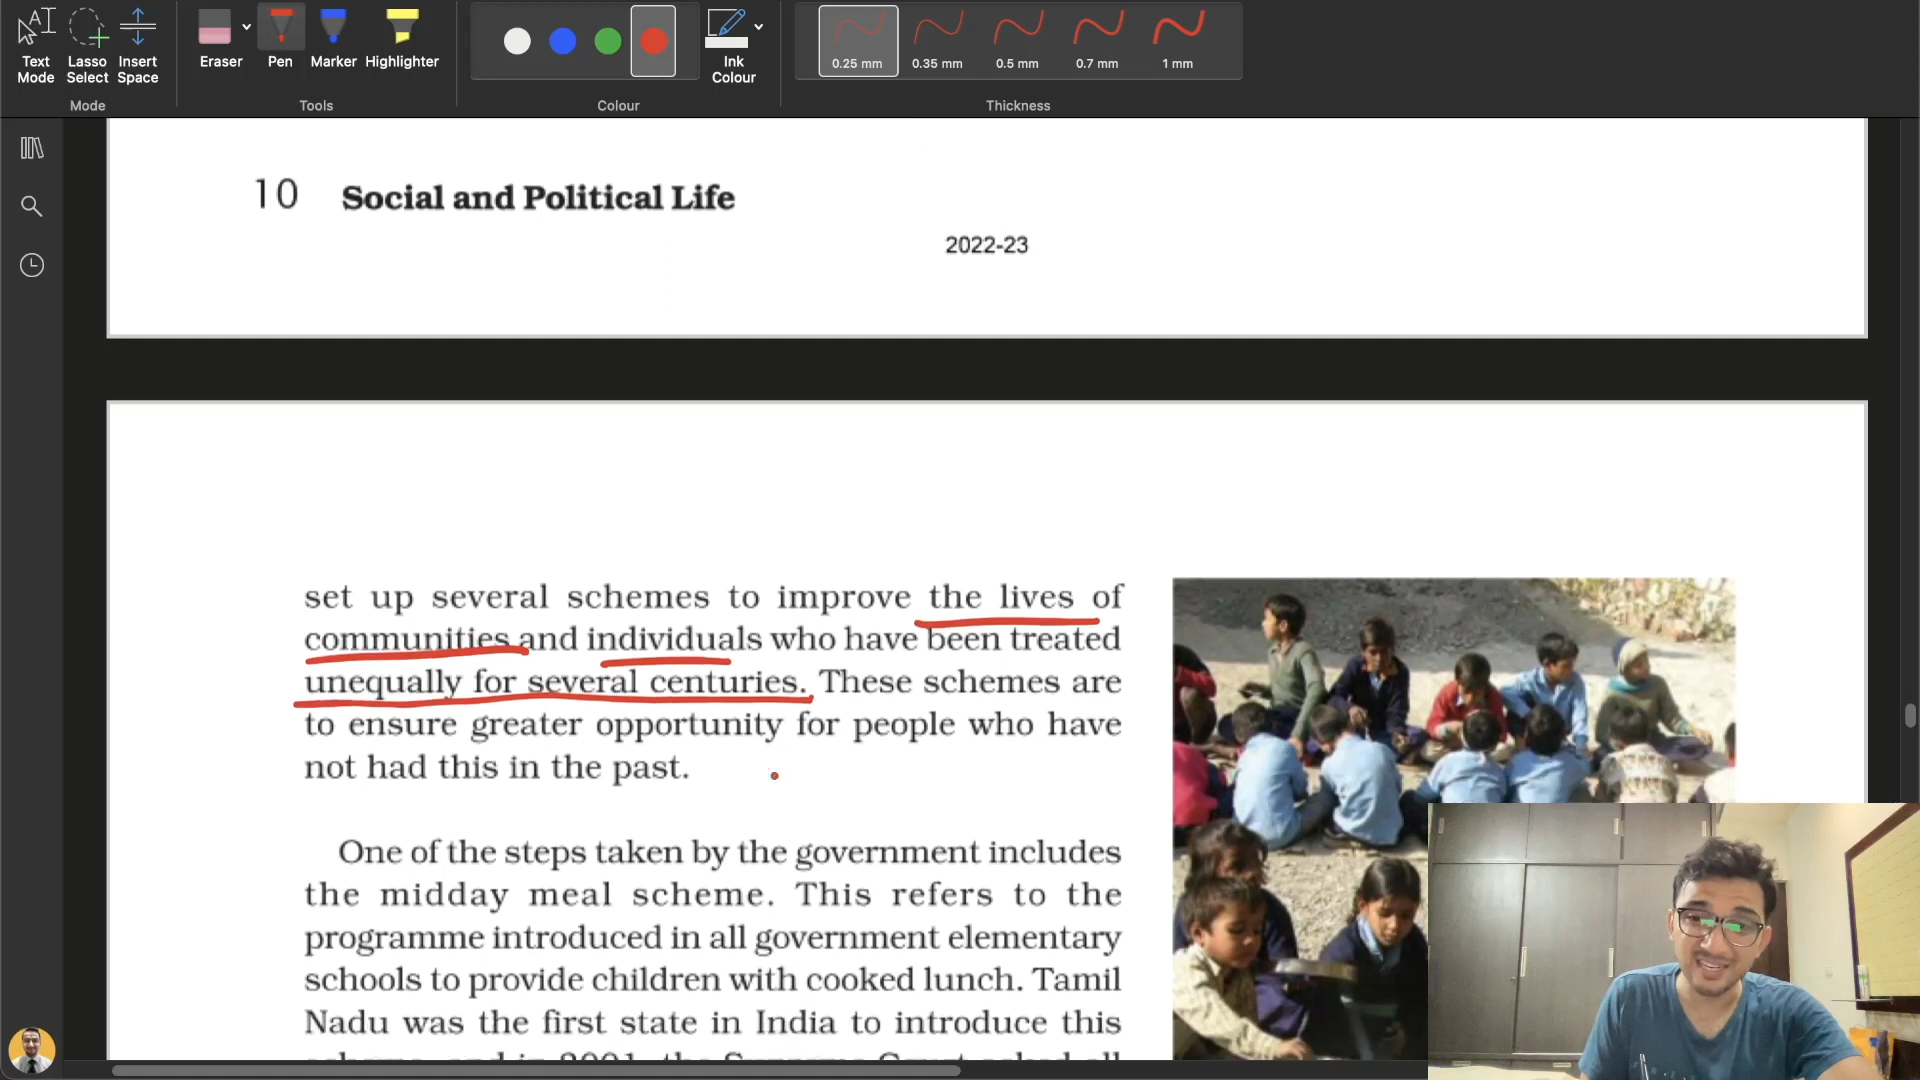 Text Mode
Lasso Select
Insert Space
Mode
Eraser
Pen
Marker
Highlighter
Tools
Colour
Ink Colour
0.25 mm
0.35 mm
0.5 mm
0.7 mm
1 mm
Thickness
10 Social and Political Life
2022-23
set up several schemes to improve the lives of
communities and individuals who have been treated
unequally for several centuries. These schemes are
to ensure greater opportunity for people who have
not had this in the past.
One of the steps taken by the government includes
the midday meal scheme. This refers to the
programme introduced in all government elementary
schools to provide children with cooked lunch. Tamil
Nadu was the first state in India to introduce this